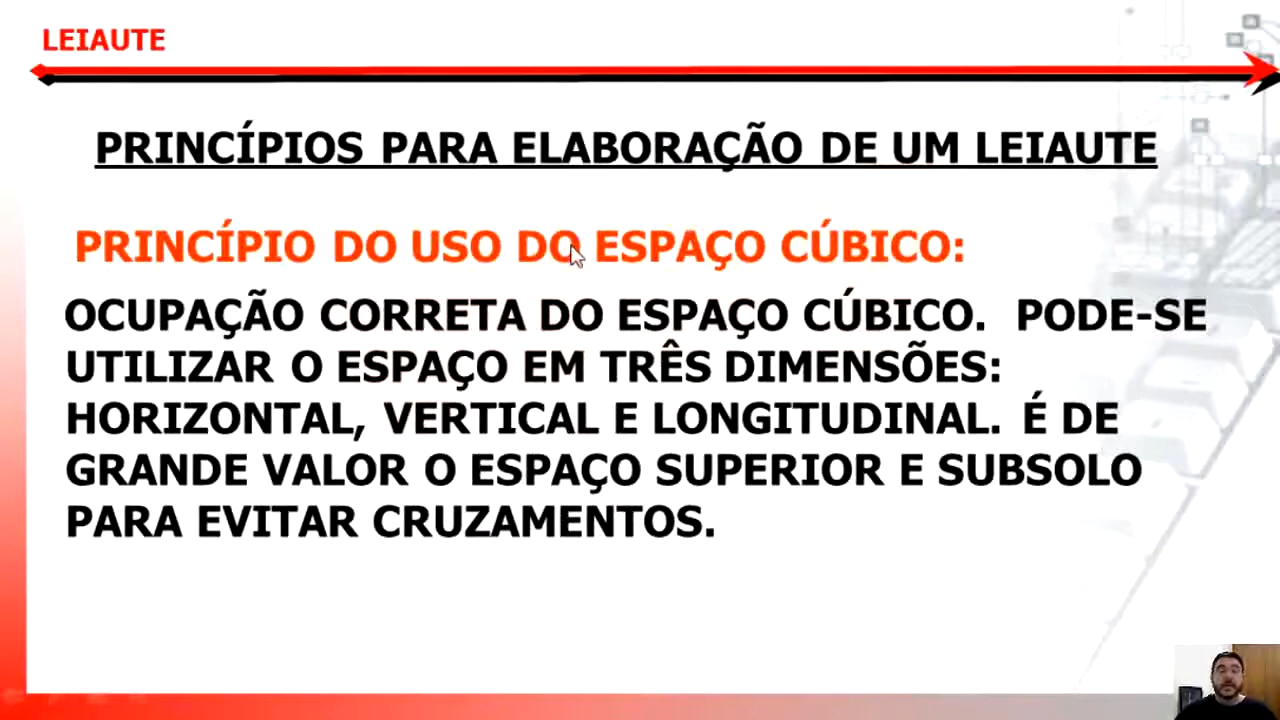 LEIAUTE
PRINCÍPIOS PARA ELABORAÇÃO DE UM LEIAUTE
PRINCÍPIO DO USO DO ESPAÇO CÚBICO:
OCUPAÇÃO CORRETA DO ESPAÇO CÚBICO. PODE-SE
UTILIZAR O ESPAÇO EM TRÊS DIMENSÕES:
HORIZONTAL, VERTICAL E LONGITUDINAL. É DE
GRANDE VALOR O ESPAÇO SUPERIOR E SUBSOLO
PARA EVITAR CRUZAMENTOS.